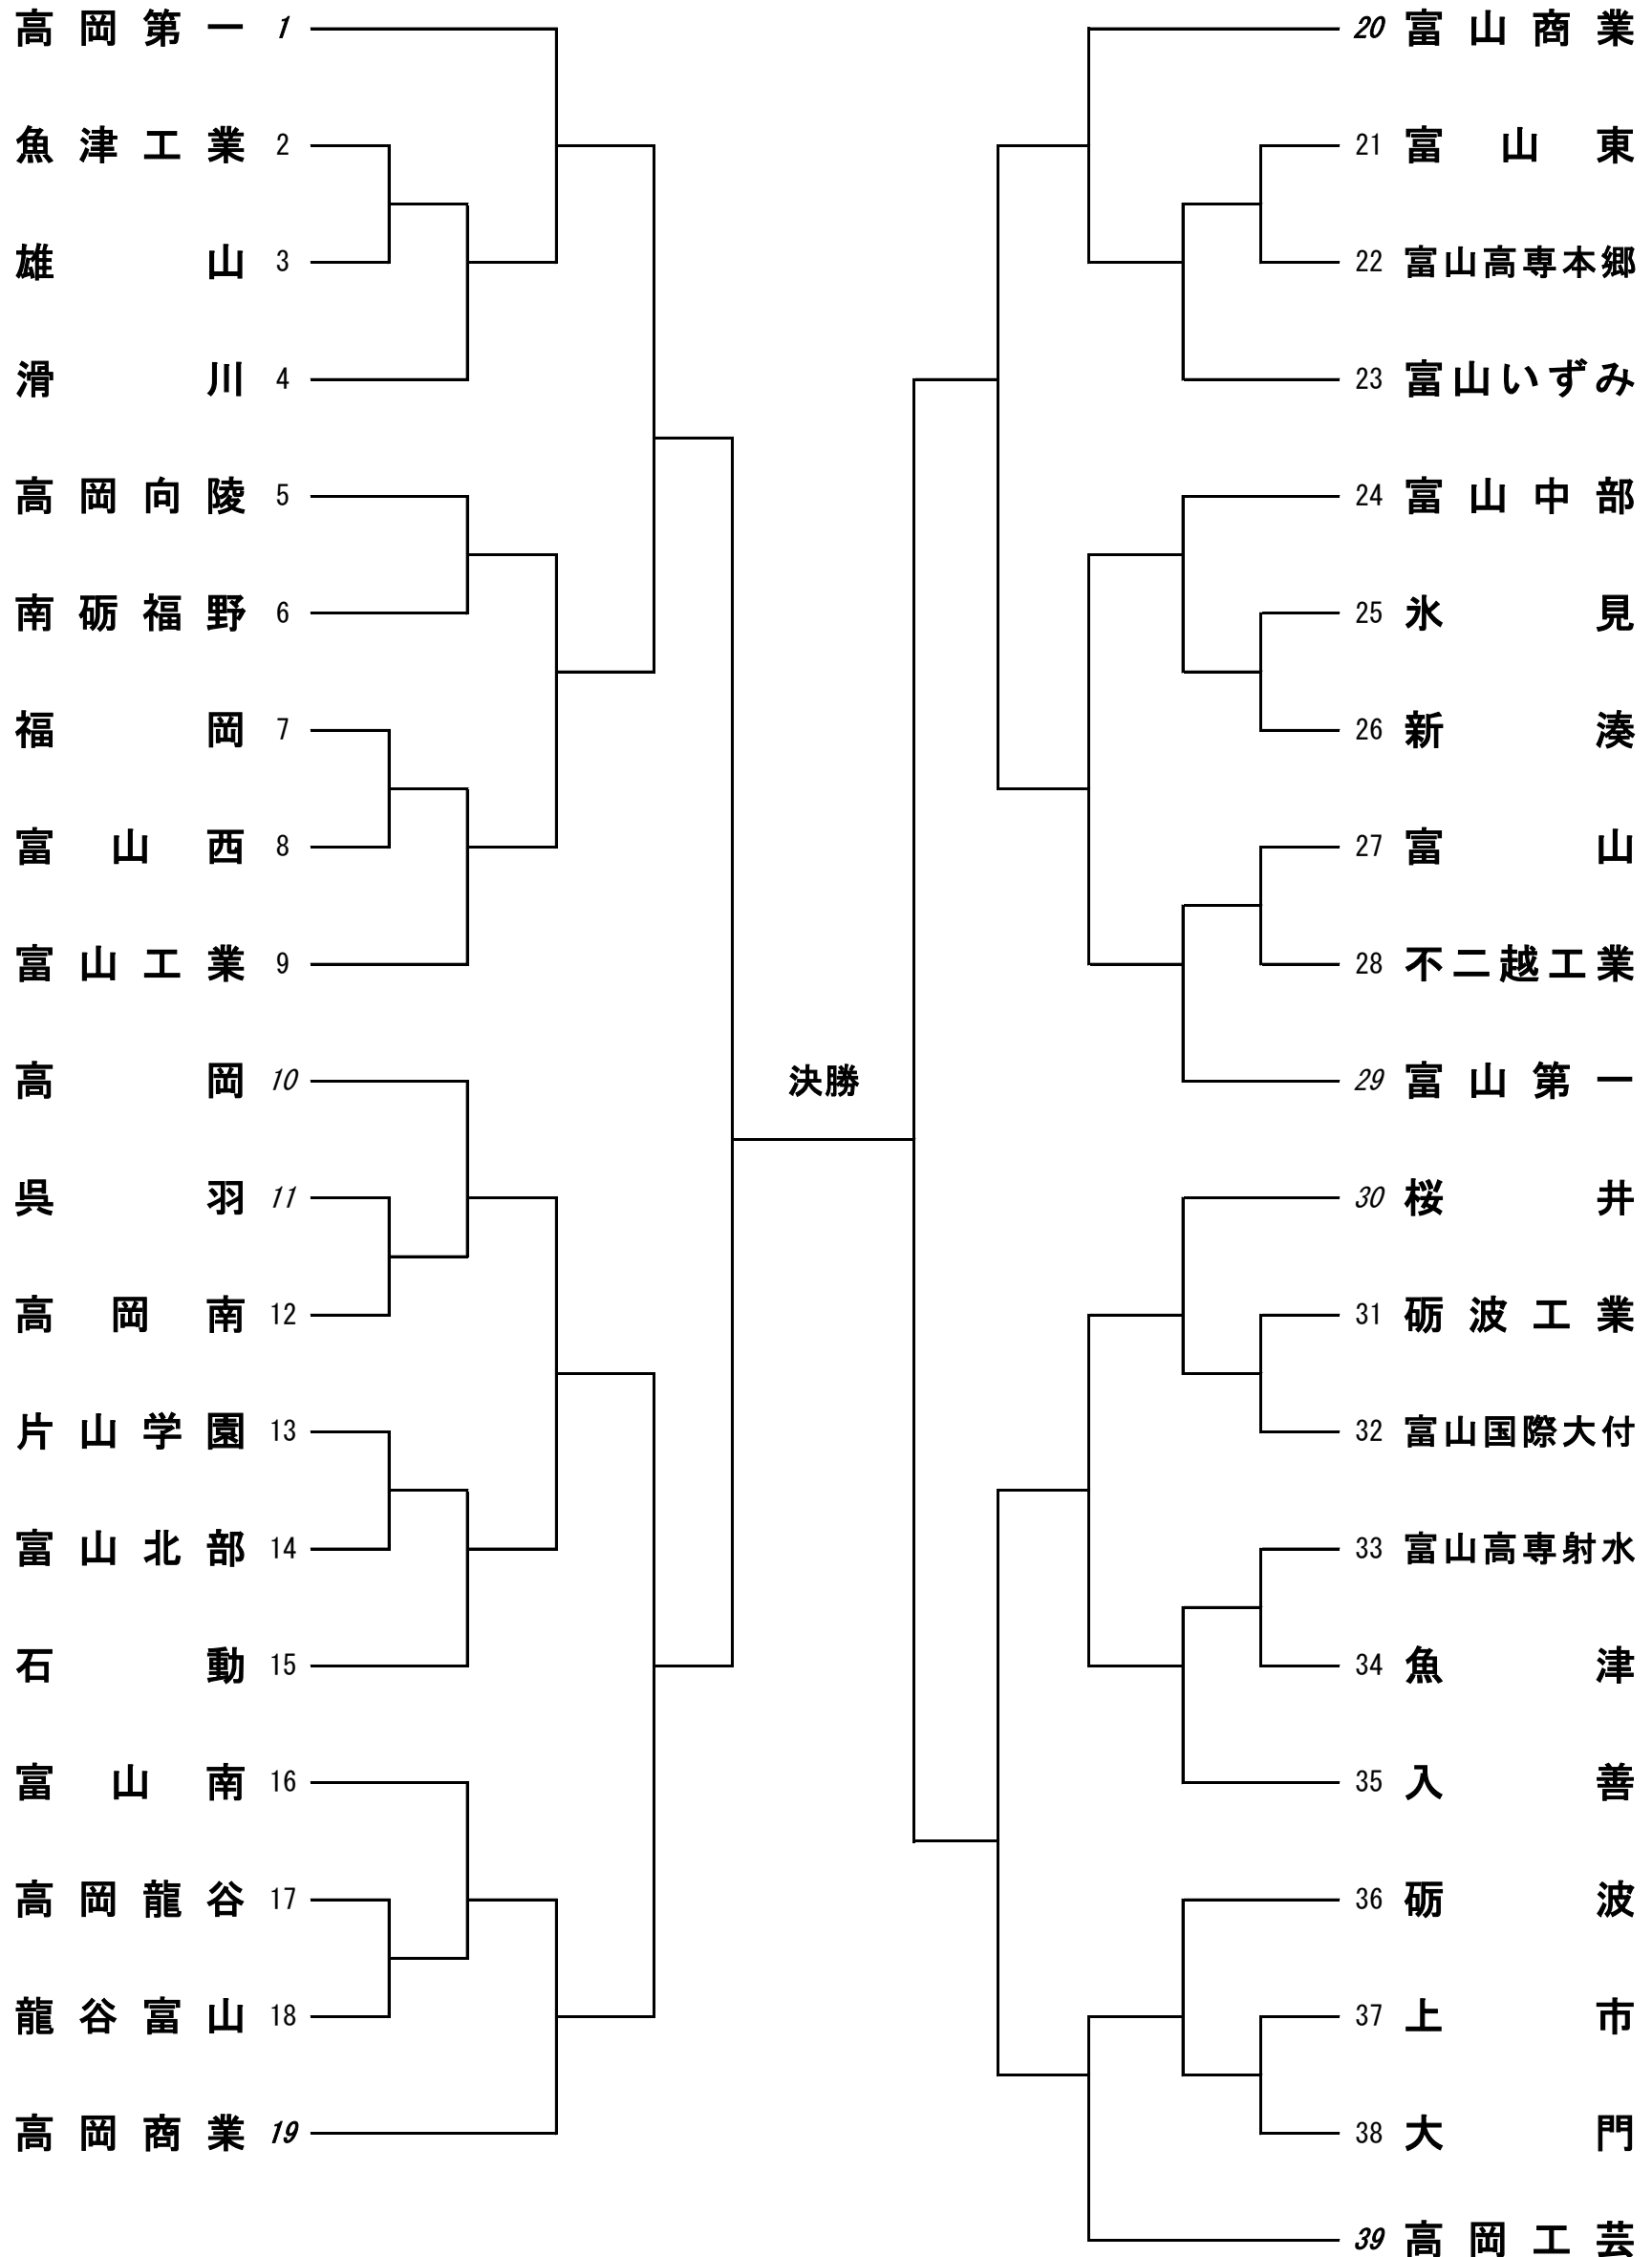 高岡第一 1
魚津工業 2
雄山 3
滑川 4
高岡向陵 5
南砺福野 6
福岡 7
富山西 8
富山工業 9
高岡 10
呉羽 11
高岡南 12
片山学園 13
富山北部 14
石動 15
富山南 16
高岡龍谷 17
龍谷富山 18
高岡商業 19
決勝
20 富山商業
21 富山東
22 富山高専本郷
23 富山いずみ
24 富山中部
25 氷見
26 新湊
27 富山
28 不二越工業
29 富山第一
30 桜井
31 砺波工業
32 富山国際大付
33 富山高専射水
34 魚津
35 入善
36 砺波
37 上市
38 大門
39 高岡工芸